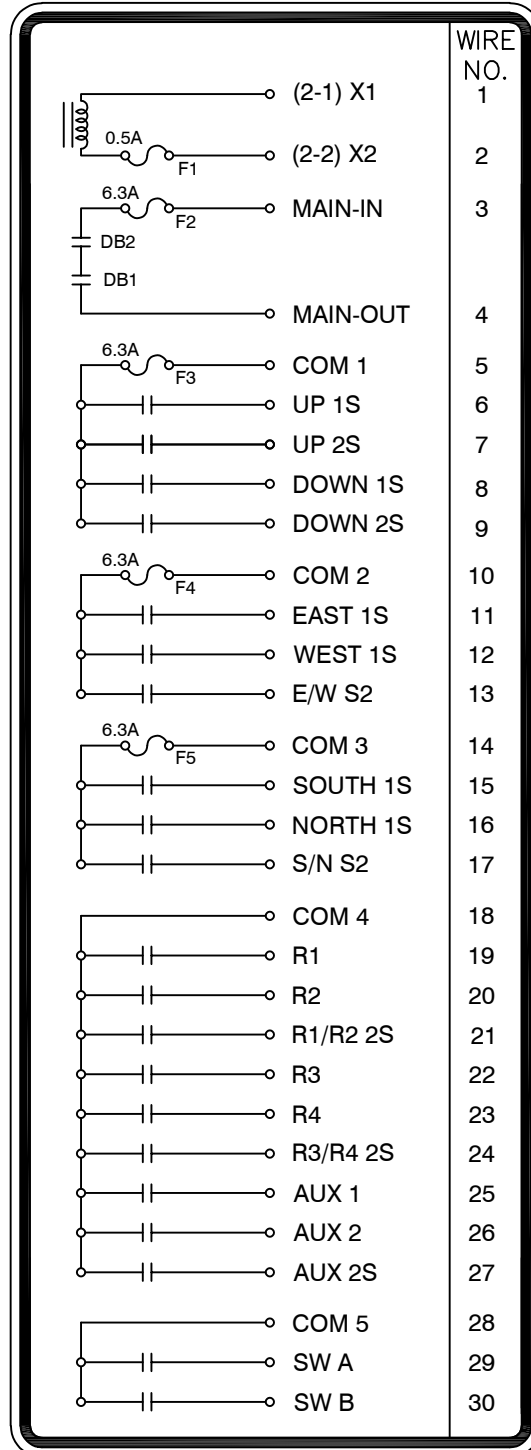 WIRE
NO.
(2-1) X1 1
0.5A
F1
(2-2) X2 2
6.3A
F2
MAIN-IN 3
DB2
DB1
MAIN-OUT 4
6.3A
F3
COM 1 5
UP 1S 6
UP 2S 7
DOWN 1S 8
DOWN 2S 9
6.3A
F4
COM 2 10
EAST 1S 11
WEST 1S 12
E/W S2 13
6.3A
F5
COM 3 14
SOUTH 1S 15
NORTH 1S 16
S/N S2 17
COM 4 18
R1 19
R2 20
R1/R2 2S 21
R3 22
R4 23
R3/R4 2S 24
AUX 1 25
AUX 2 26
AUX 2S 27
COM 5 28
SW A 29
SW B 30